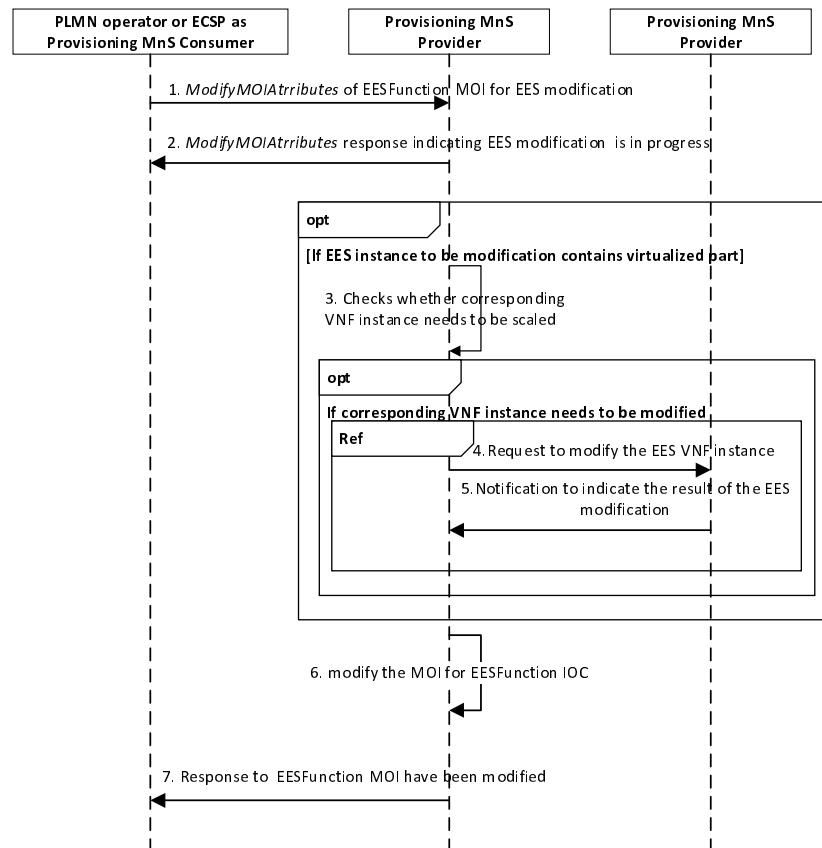 PLMN operator or ECSP as
Provisioning MnS Consumer
Provisioning MnS
Provider
Provisioning MnS
Provider
1. ModifyMOIAtrributes of EESFunction MOI for EES modification
2. ModifyMOIAtrributes response indicating EES modification is in progress
opt
[If EES instance to be modification contains virtualized part]
3. Checks whether corresponding
VNF instance needs to be scaled
opt
If corresponding VNF instance needs to be modified
Ref
4.Request to modify the EES VNF instance
5.Notification to indicate the result of the EES
modification
6. modify the MOI for EESFunction IOC
7. Response to EESFunction MOI have been modified